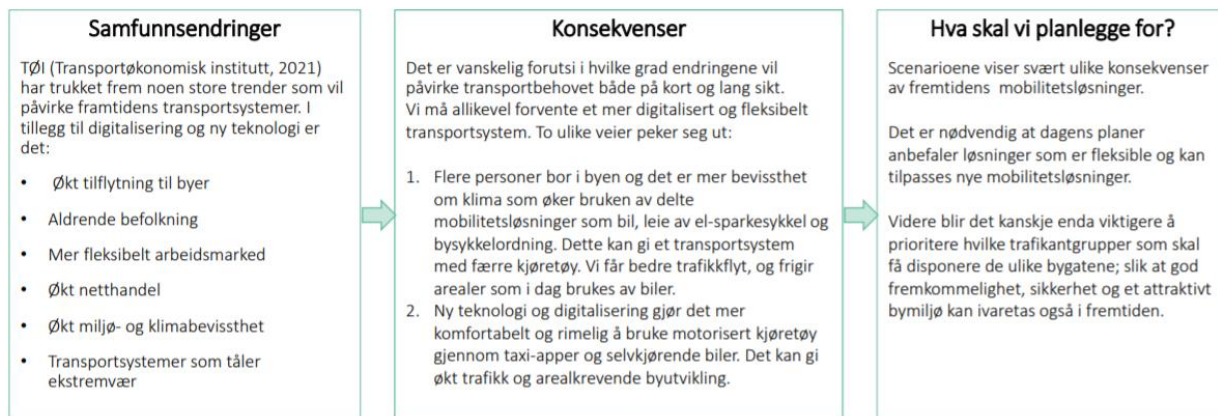 Samfunnsendringer
TØI (Transportøkonomisk institutt, 2021)
har trukket frem noen store trender som vil
påvirke framtidens transportsystemer. I
tillegg til digitalisering og ny teknologi er
det:
• Økt tilflytning til byer
• Aldrende befolkning
• Mer fleksibelt arbeidsmarked
• Økt netthandel
• Økt miljø- og klimabevissthet
• Transportsystemer som tåler
ekstremvær
Konsekvenser
Det er vanskelig forutsi i hvilke grad endringene vil
påvirke transportbehovet både på kort og lang sikt.
Vi må allikevel forvente et mer digitalisert og fleksibelt
transportsystem. To ulike veier peker seg ut:
1. Flere personer bor i byen og det er mer bevissthet
om klima som øker bruken av delte
mobilitetsløsninger som bil, leie av el-sparkesykkel og
bysykkelordning. Dette kan gi et transportsystem
med færre kjøretøy. Vi får bedre trafikkflyt, og frigir
arealer som i dag brukes av biler.
2. Ny teknologi og digitalisering gjør det mer
komfortabelt og rimelig å bruke motorisert kjøretøy
gjennom taxi-apper og selvkjørende biler. Det kan gi
økt trafikk og arealkrevende byutvikling.
Hva skal vi planlegge for?
Scenarioene viser svært ulike konsekvenser
av fremtidens mobilitetsløsninger.
Det er nødvendig at dagens planer
anbefaler løsninger som er fleksible og kan
tilpasses nye mobilitetsløsninger.
Videre blir det kanskje enda viktigere å
prioritere hvilke trafikantgrupper som skal
få disponere de ulike bygatene; slik at god
fremkommelighet, sikkerhet og et attraktivt
bymiljø kan ivaretas også i fremtiden.